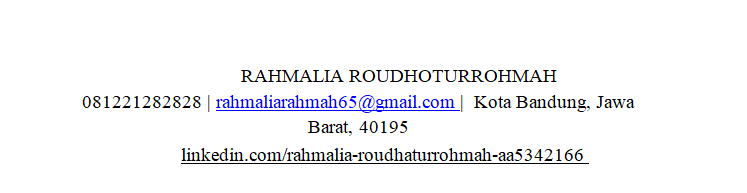 RAHMALIA ROUDHOTURROHMAH
081221282828 | rahmaliarahmah65@gmail.com | Kota Bandung, Jawa
Barat, 40195
linkedin.com/rahmalia-roudhaturrohmah-aa5342166